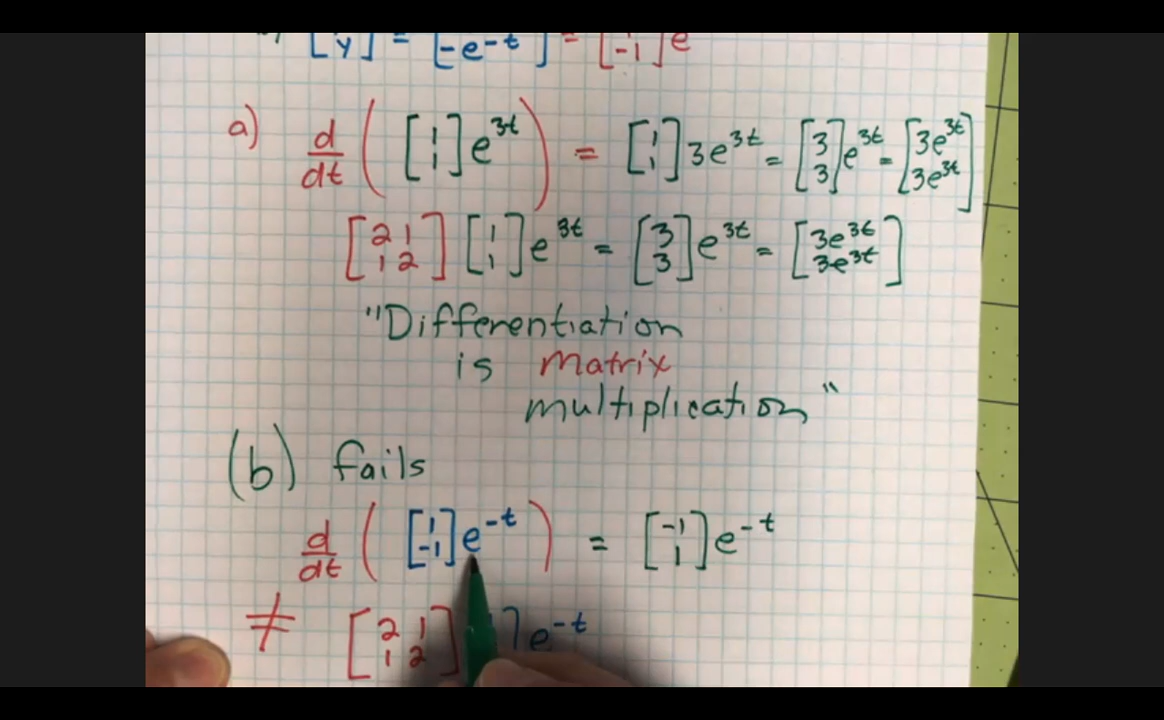 [ y ] = [ -e^-t ] = [ -1 ] e
a) d/dt ( [1 1] e^3t ) = [1 1] 3e^3t = [3 3] e^3t = [3e^3t 3e^3t]
[2 1 1 2] [1 1] e^3t = [3 3] e^3t = [3e^3t 3e^3t]
"Differentiation
is matrix
multiplication"
(b) fails
d/dt ( [1 -1] e^-t ) = [-1 1] e^-t
≠ [2 1 1 2] ] e^-t